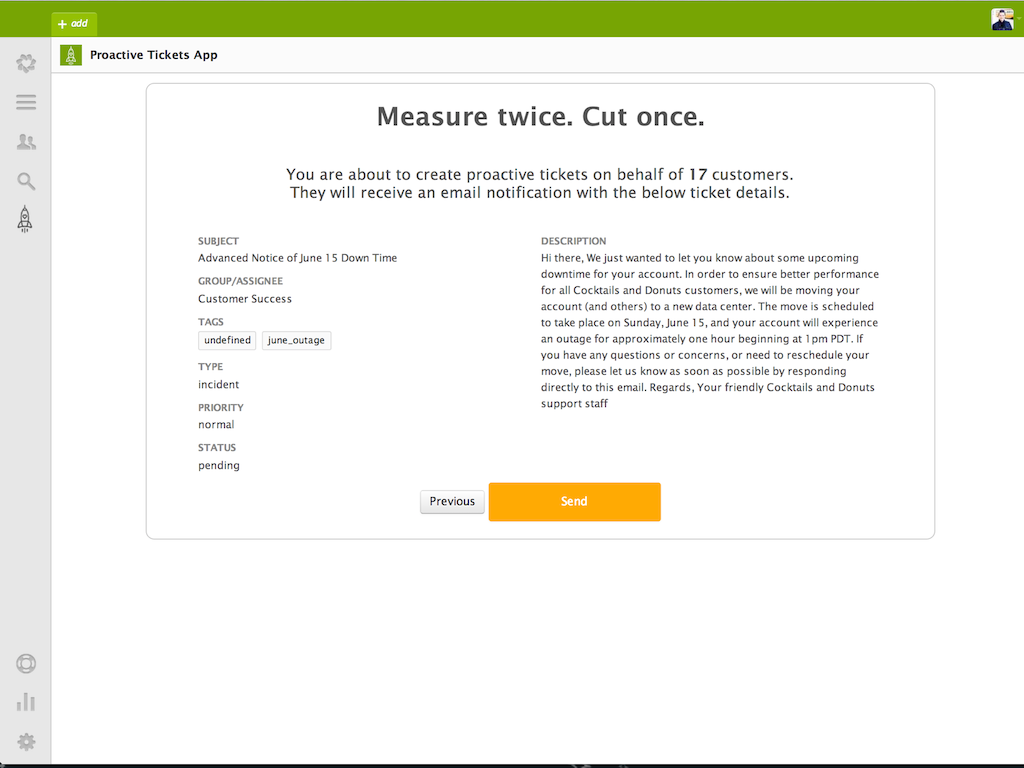 + add
Proactive Tickets App
Measure twice. Cut once.
You are about to create proactive tickets on behalf of 17 customers.
They will receive an email notification with the below ticket details.
SUBJECT
Advanced Notice of June 15 Down Time
GROUP/ASSIGNEE
Customer Success
TAGS
undefined june_outage
TYPE
incident
PRIORITY
normal
STATUS
pending
DESCRIPTION
Hi there, We just wanted to let you know about some upcoming
downtime for your account. In order to ensure better performance
for all Cocktails and Donuts customers, we will be moving your
account (and others) to a new data center. The move is scheduled
to take place on Sunday, June 15, and your account will experience
an outage for approximately one hour beginning at 1pm PDT. If
you have any questions or concerns, or need to reschedule your
move, please let us know as soon as possible by responding
directly to this email. Regards, Your friendly Cocktails and Donuts
support staff
Previous Send